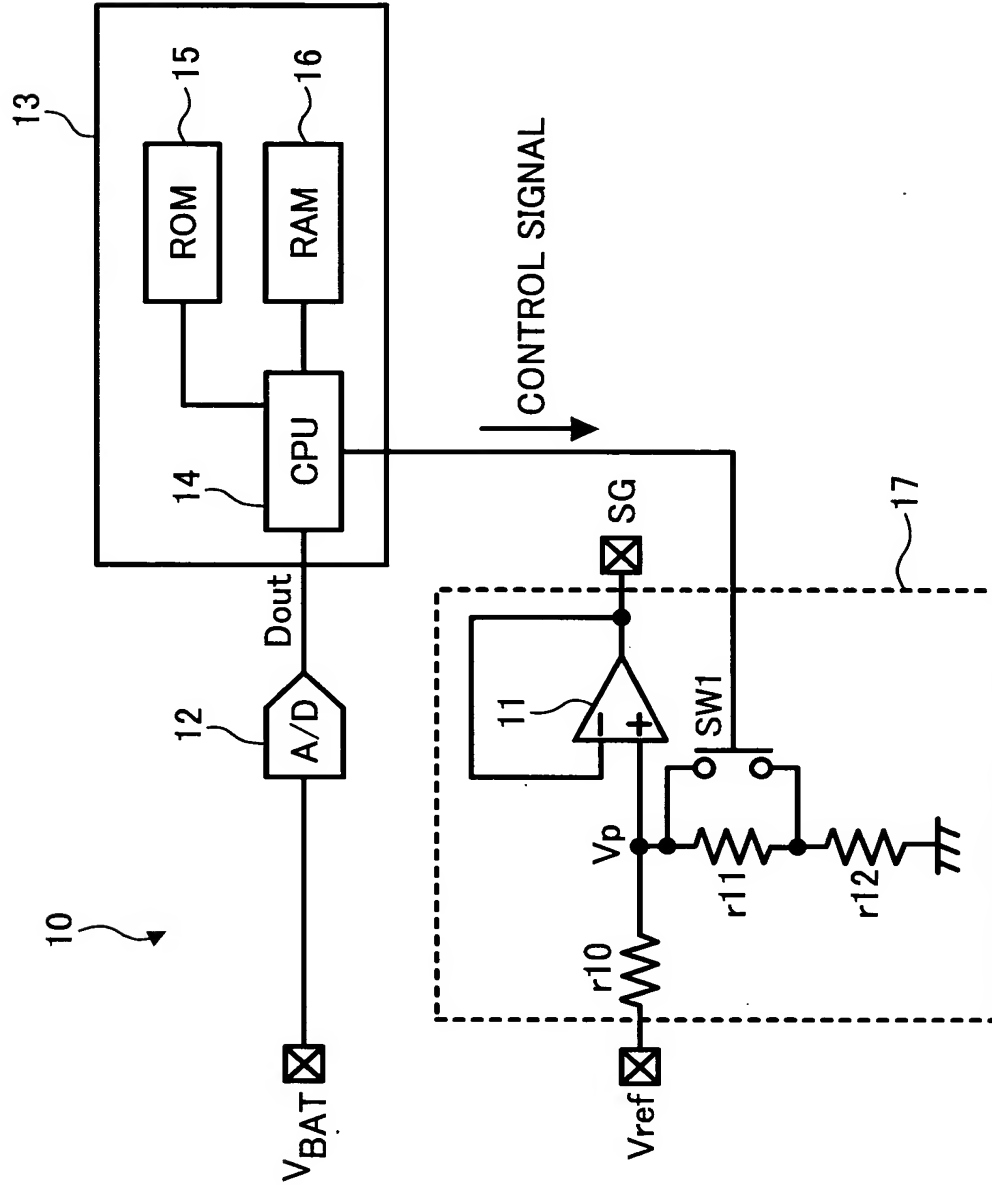 10
13
V_BAT
12
A/D
Dout
14
CPU
ROM
15
RAM
16
CONTROL SIGNAL
Vref
r10
Vp
11
−
+
SG
SW1
r11
r12
17